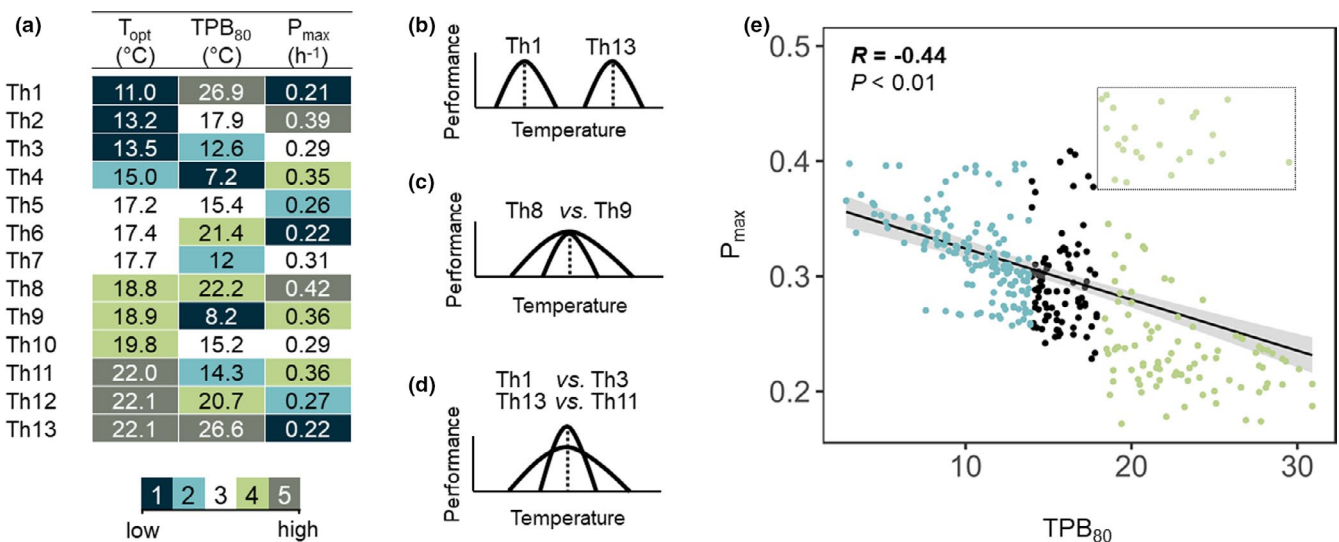 (a)
T_opt TPB_80 P_max
(°C) (°C) (h⁻¹)
Th1 11.0 26.9 0.21
Th2 13.2 17.9 0.39
Th3 13.5 12.6 0.29
Th4 15.0 7.2 0.35
Th5 17.2 15.4 0.26
Th6 17.4 21.4 0.22
Th7 17.7 12 0.31
Th8 18.8 22.2 0.42
Th9 18.9 8.2 0.36
Th10 19.8 15.2 0.29
Th11 22.0 14.3 0.36
Th12 22.1 20.7 0.27
Th13 22.1 26.6 0.22
1 2 3 4 5
low high
(b)
Th1 Th13
Performance
Temperature
(c)
Th8 vs. Th9
Performance
Temperature
(d)
Th1 vs. Th3
Th13 vs. Th11
Performance
Temperature
(e)
R = -0.44
P < 0.01
P_max
0.5
0.4
0.3
0.2
10 20 30
TPB_80